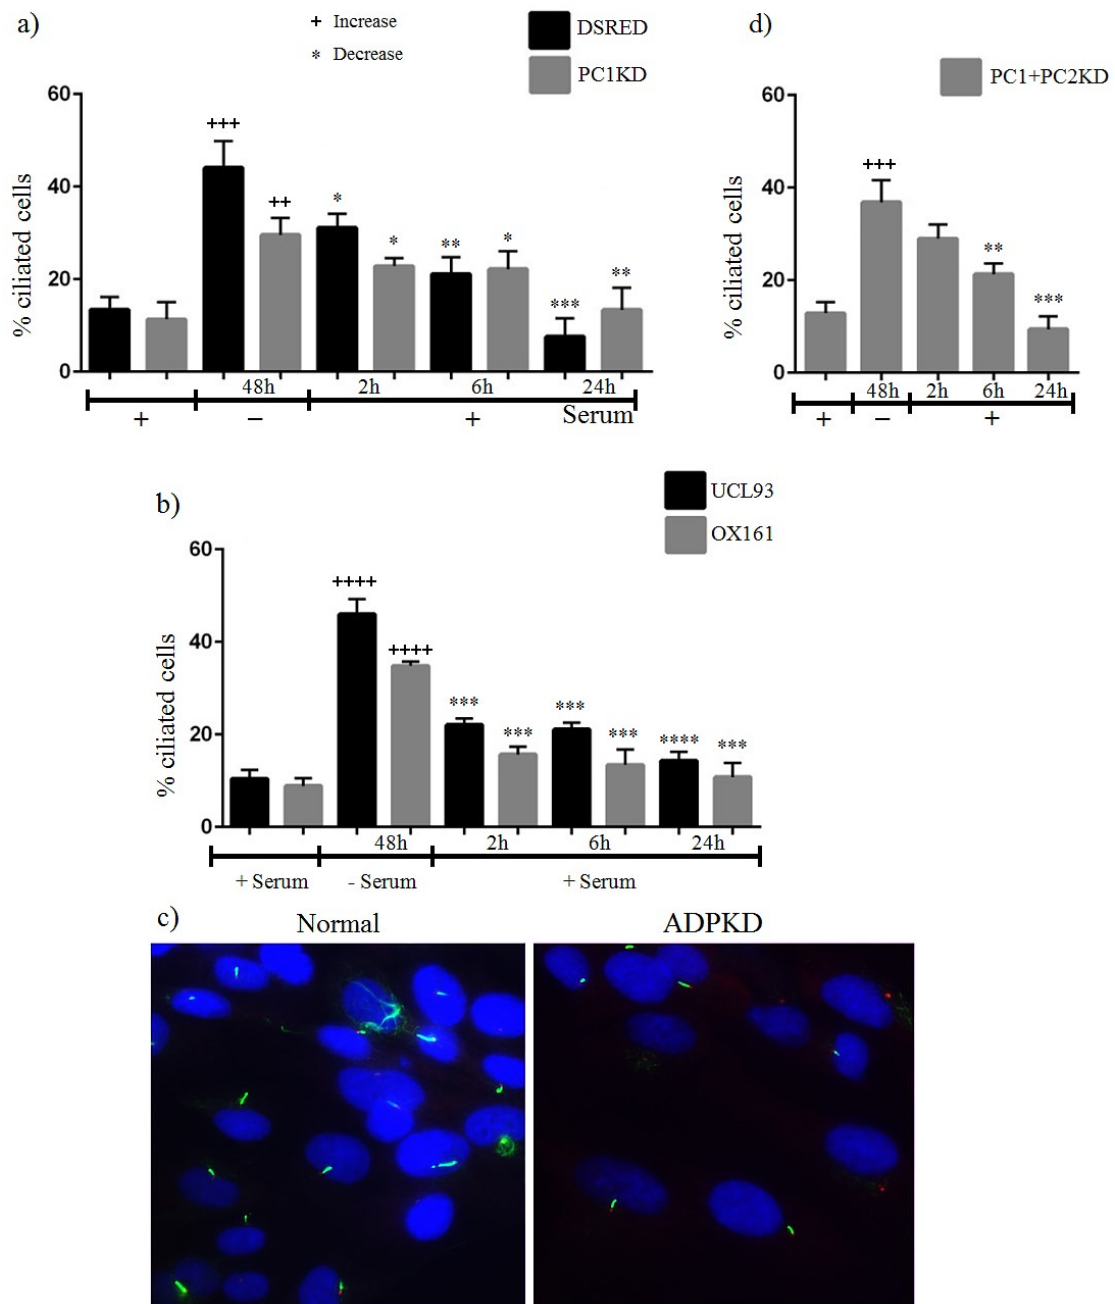 a)
+ Increase
* Decrease
DSRED
PC1KD
% ciliated cells
60
40
20
0
+++
++
*
*
**
*
***
**
48h
2h
6h
24h
+
−
+
Serum
d)
PC1+PC2KD
% ciliated cells
60
40
20
0
+++
**
***
48h
2h
6h
24h
+
−
+
b)
UCL93
OX161
% ciliated cells
60
40
20
0
++++
++++
***
***
***
***
****
***
48h
2h
6h
24h
+ Serum
- Serum
+ Serum
c)
Normal
ADPKD